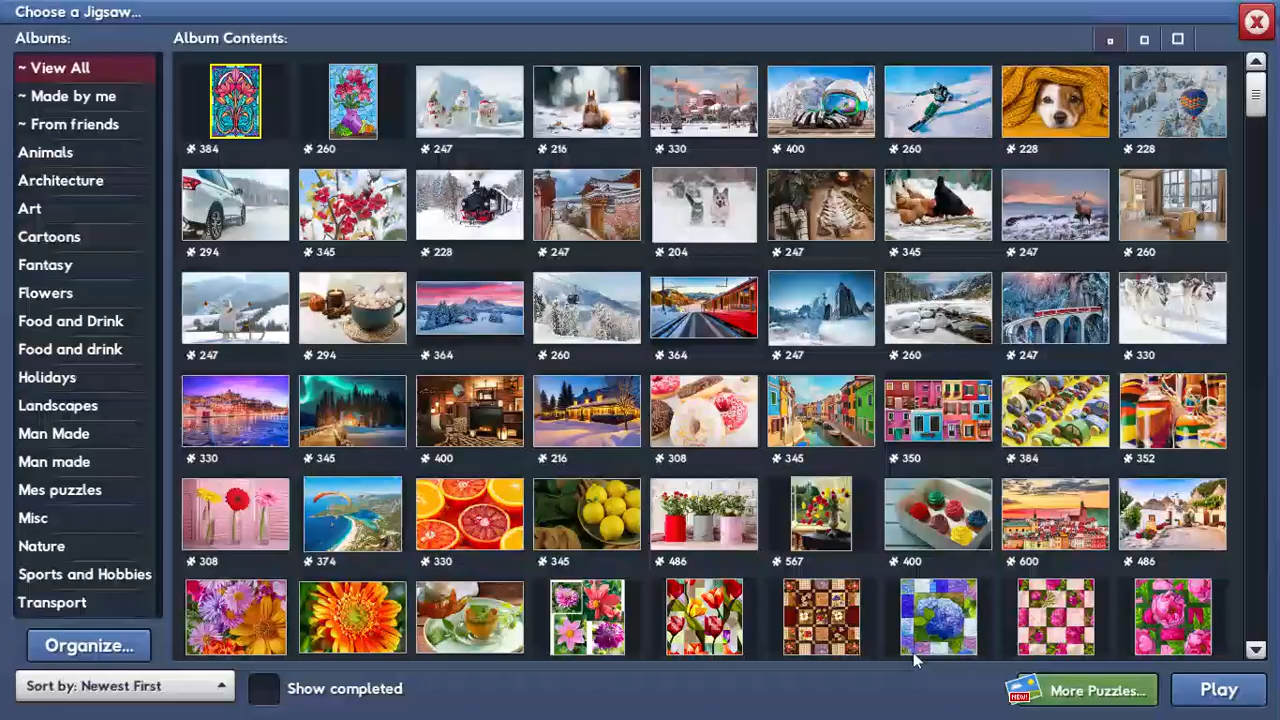 Choose a Jigsaw...
Albums:
Album Contents:
~ View All
~ Made by me
~ From friends
Animals
Architecture
Art
Cartoons
Fantasy
Flowers
Food and Drink
Food and drink
Holidays
Landscapes
Man Made
Man made
Mes puzzles
Misc
Nature
Sports and Hobbies
Transport
384 260 247 216 330 400 260 228 228
294 345 228 247 204 247 345 247 260
247 294 364 260 364 247 260 247 330
330 345 400 216 308 345 350 384 352
308 374 330 345 486 567 400 600 486
Organize...
Sort by: Newest First
Show completed
NEW!
More Puzzles...
Play